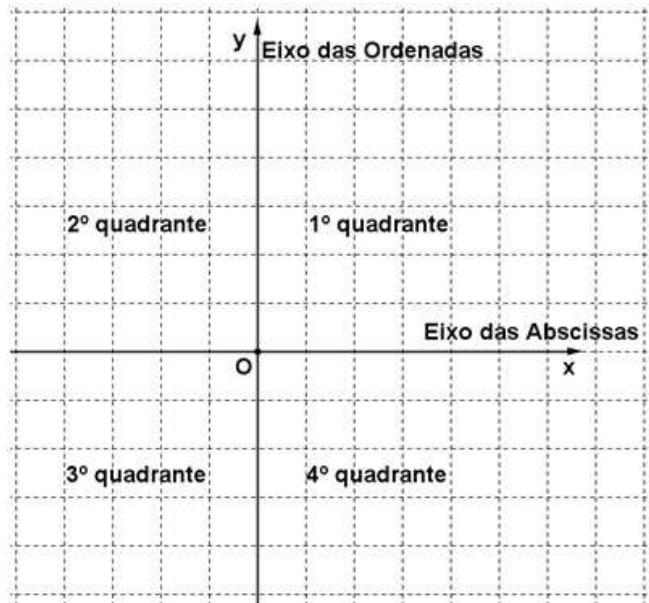 y
Eixo das Ordenadas
2º quadrante
1º quadrante
Eixo das Abscissas
O
x
3º quadrante
4º quadrante